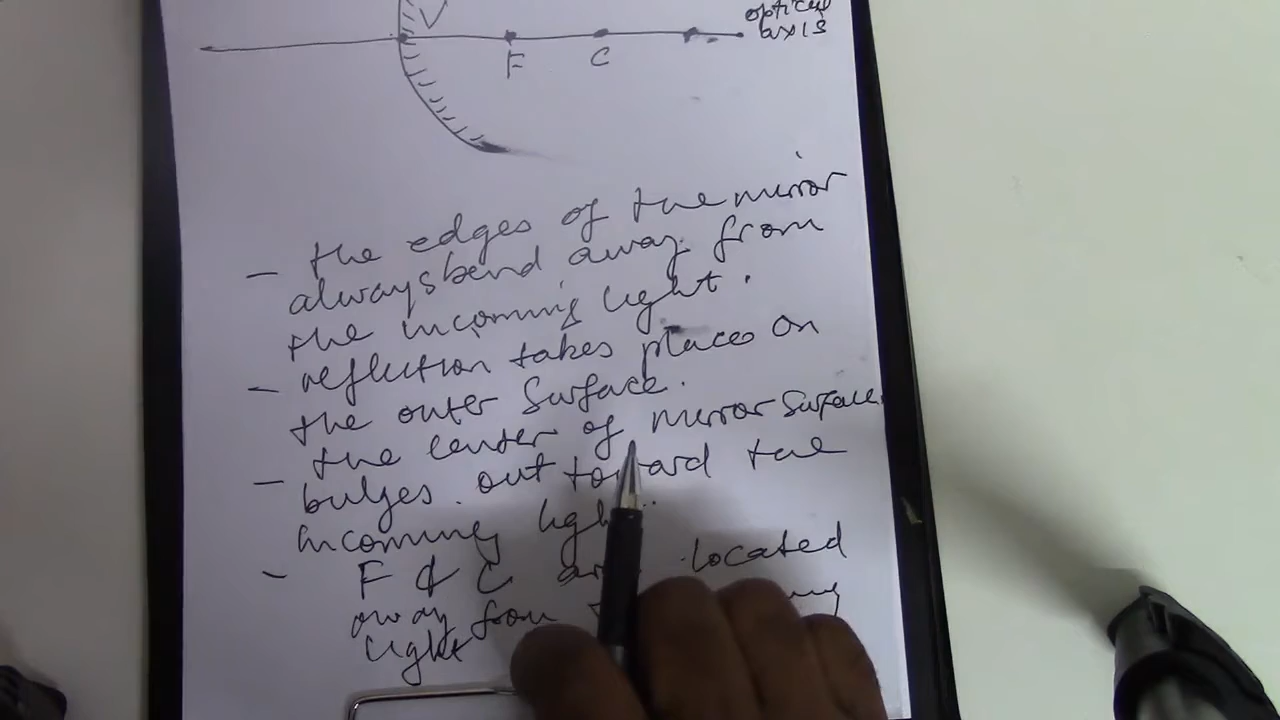 V
optical
axis
F C
- the edges of the mirror
always bend away from
the incoming light.
- reflection takes place on
the outer surface.
- the center of mirror surface
bulges out toward the
incoming light
- F & C are located
away from
light